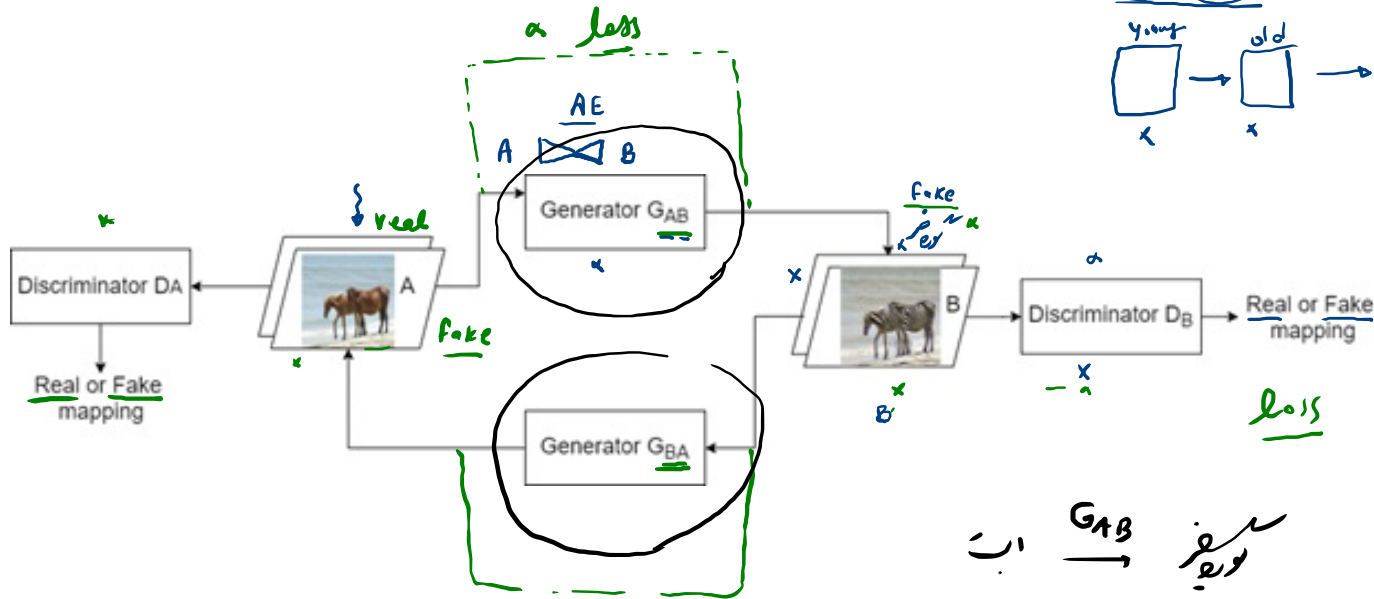 young
old
loss
AE
A B
Generator G_AB
real
fake
Discriminator D_A
A
B
Discriminator D_B
Real or Fake
mapping
fake
Real or Fake
mapping
B
loss
Generator G_BA
G_AB